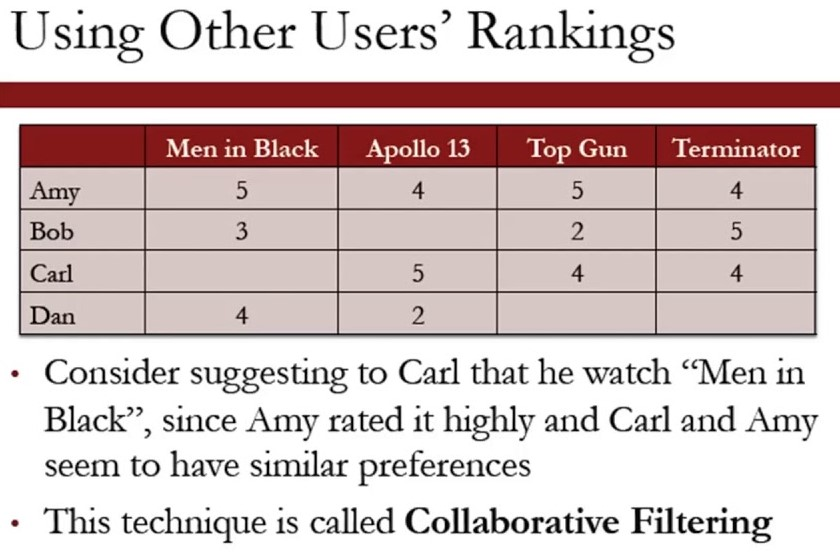 Using Other Users' Rankings
Men in Black Apollo 13 Top Gun Terminator
Amy 5 4 5 4
Bob 3 2 5
Carl 5 4 4
Dan 4 2
• Consider suggesting to Carl that he watch “Men in
Black”, since Amy rated it highly and Carl and Amy
seem to have similar preferences
• This technique is called Collaborative Filtering